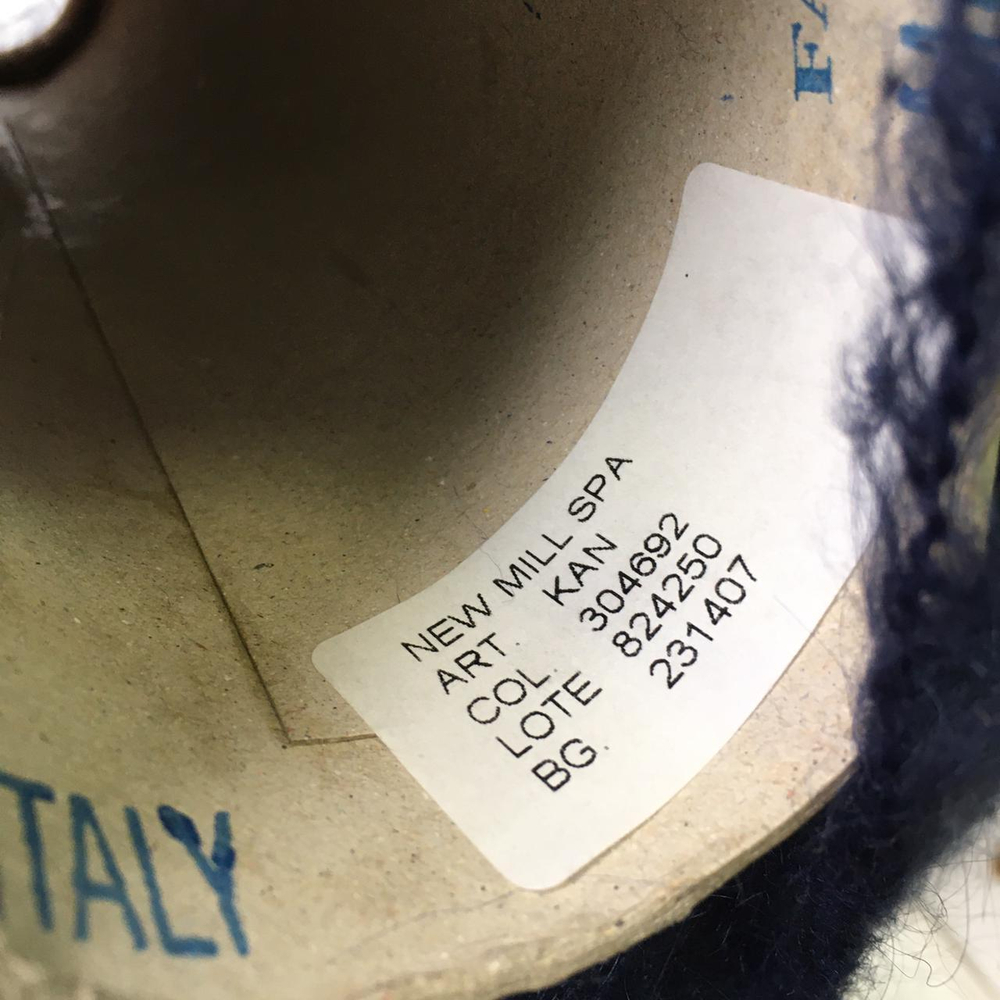 NEW MILL SPA
ART. KAN
COL. 304692
LOTE 824250
BG. 231407
ITALY